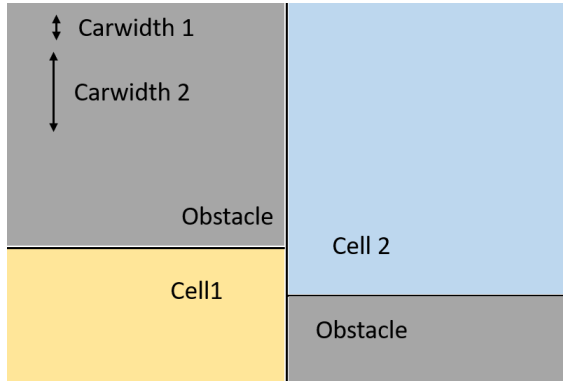 Carwidth 1
Carwidth 2
Obstacle
Cell 2
Cell1
Obstacle